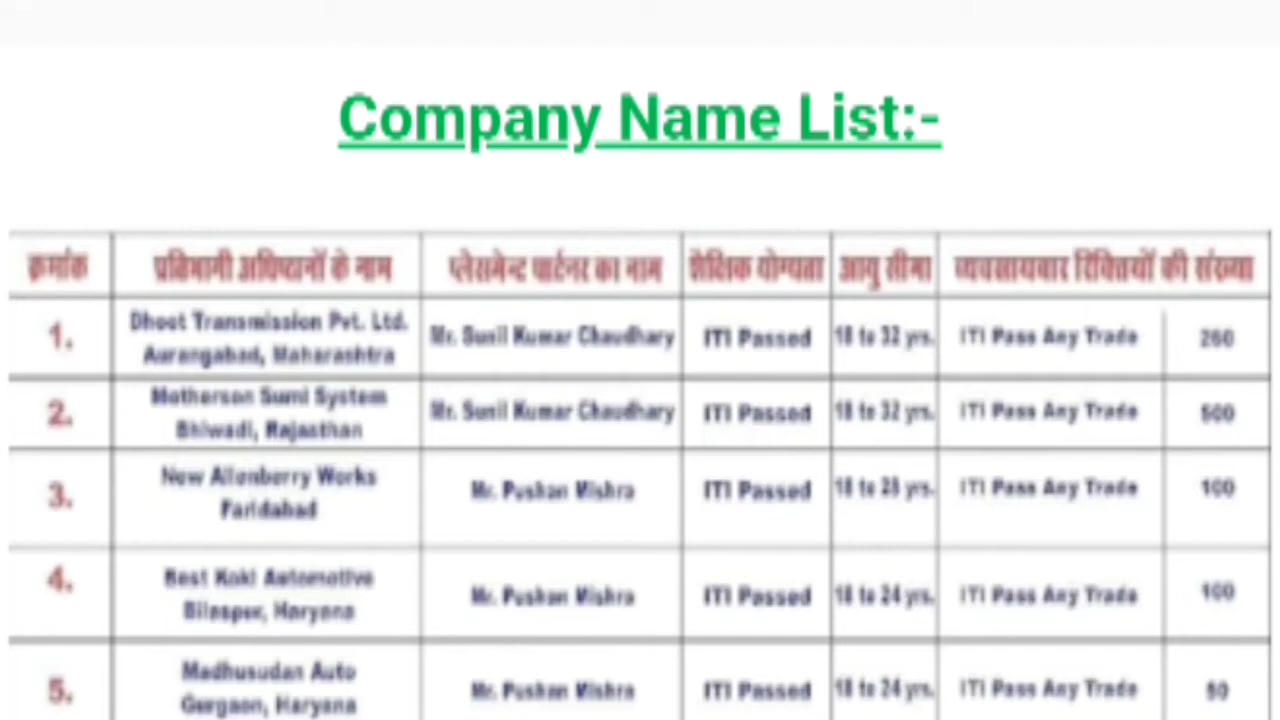 Company Name List:-
क्रमांक प्रतिभागी अधिष्ठानों के नाम प्लेसमेन्ट पार्टनर का नाम शैक्षिक योग्यता आयु सीमा व्यवसायवार रिक्तियों की संख्या
1. Dhoot Transmission Pvt. Ltd. Mr. Sunil Kumar Chaudhary ITI Passed 18 to 32 yrs. ITI Pass Any Trade 260
Aurangabad, Maharashtra
2. Motherson Sumi System Mr. Sunil Kumar Chaudhary ITI Passed 18 to 32 yrs. ITI Pass Any Trade 500
Bhiwadi, Rajasthan
3. New Allenberry Works Mr. Pushan Mishra ITI Passed 18 to 28 yrs. ITI Pass Any Trade 100
Faridabad
4. Best Koki Automotive Mr. Pushan Mishra ITI Passed 18 to 24 yrs. ITI Pass Any Trade 100
Bilaspur, Haryana
5. Madhusudan Auto Mr. Pushan Mishra ITI Passed 18 to 24 yrs. ITI Pass Any Trade 50
Gurgaon, Haryana